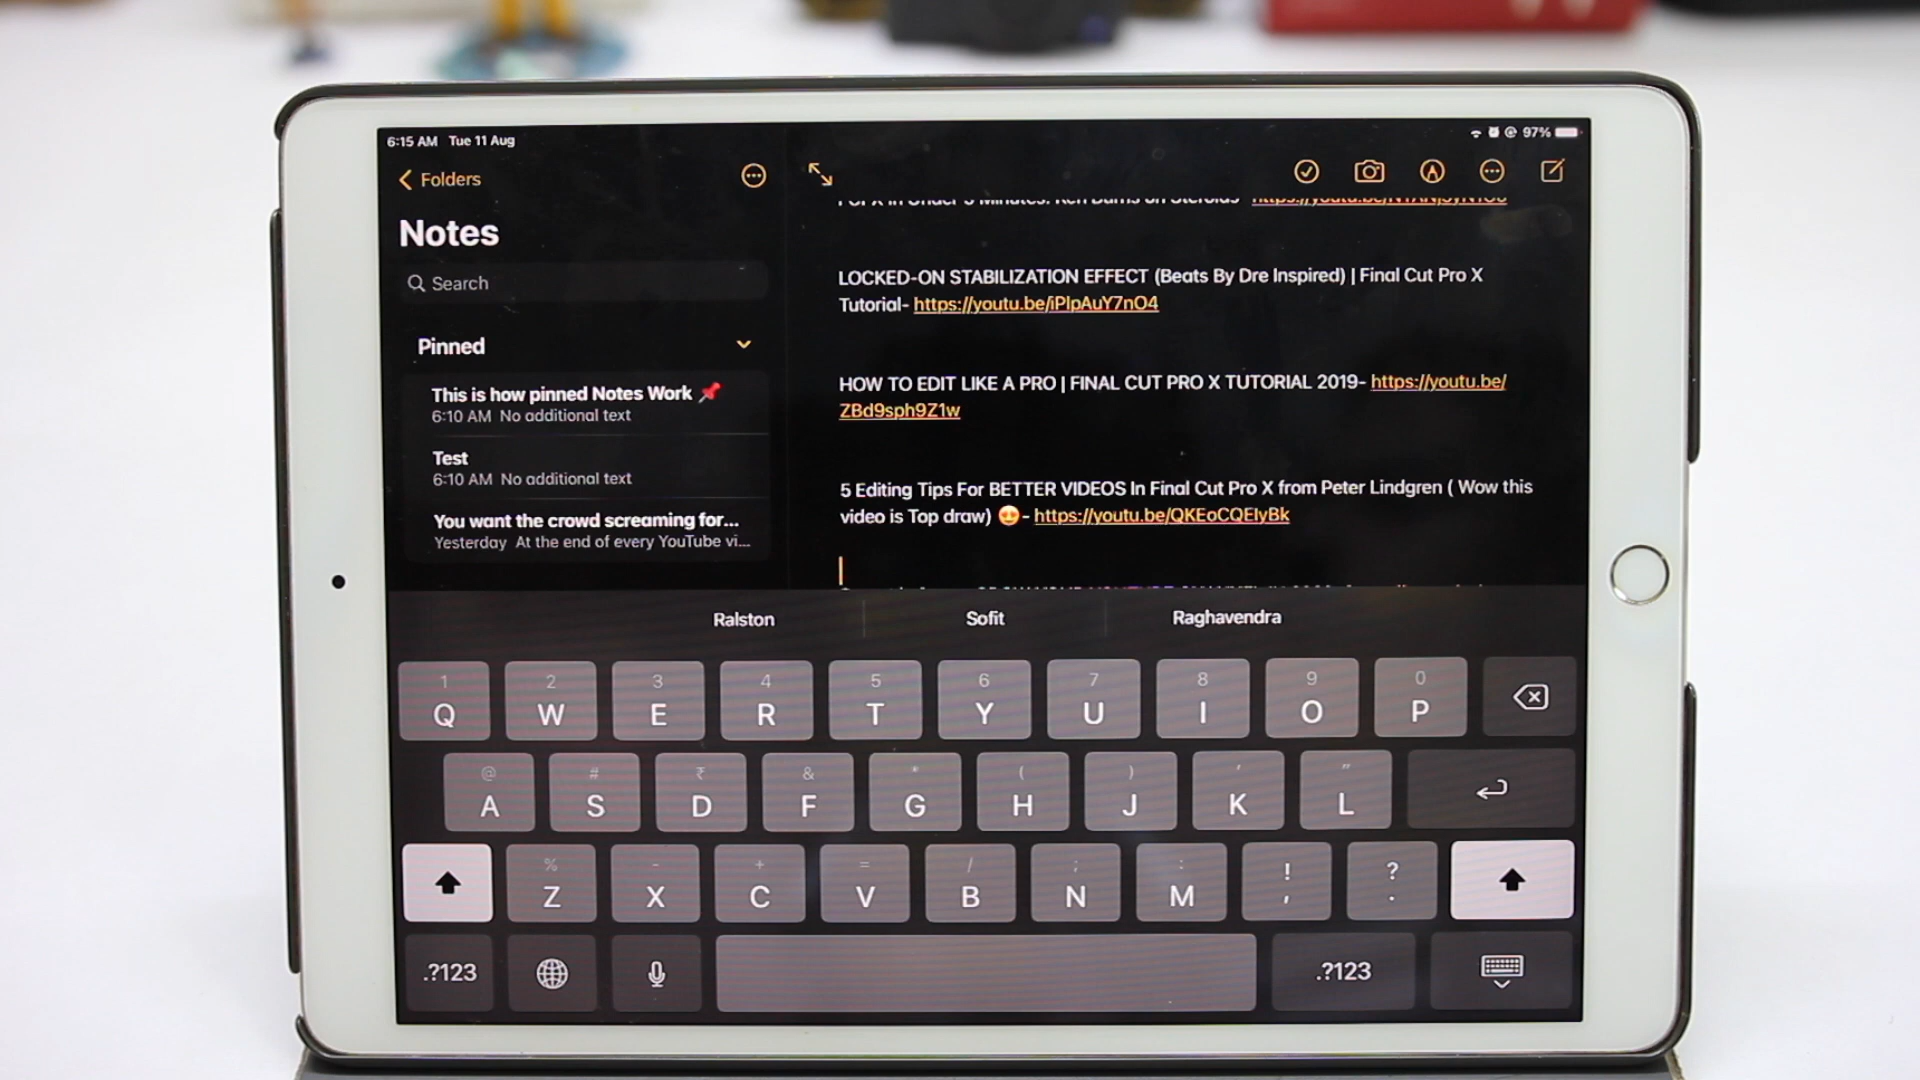 6:15 AM Tue 11 Aug
97%
Folders
Notes
Search
Pinned
This is how pinned Notes Work 📌
6:10 AM No additional text
Test
6:10 AM No additional text
You want the crowd screaming for...
Yesterday At the end of every YouTube vi...
LOCKED-ON STABILIZATION EFFECT (Beats By Dre Inspired) | Final Cut Pro X
Tutorial- https://youtu.be/iPlpAuY7nO4
HOW TO EDIT LIKE A PRO | FINAL CUT PRO X TUTORIAL 2019- https://youtu.be/
ZBd9sph9Z1w
5 Editing Tips For BETTER VIDEOS In Final Cut Pro X from Peter Lindgren ( Wow this
video is Top draw) 😍- https://youtu.be/QKEoCQEIyBk
Ralston Sofit Raghavendra
1 2 3 4 5 6 7 8 9 0
Q W E R T Y U I O P
@ # ₹ & * ( ) ' "
A S D F G H J K L
% - + = / ; : ! ?
Z X C V B N M , .
.?123 .?123